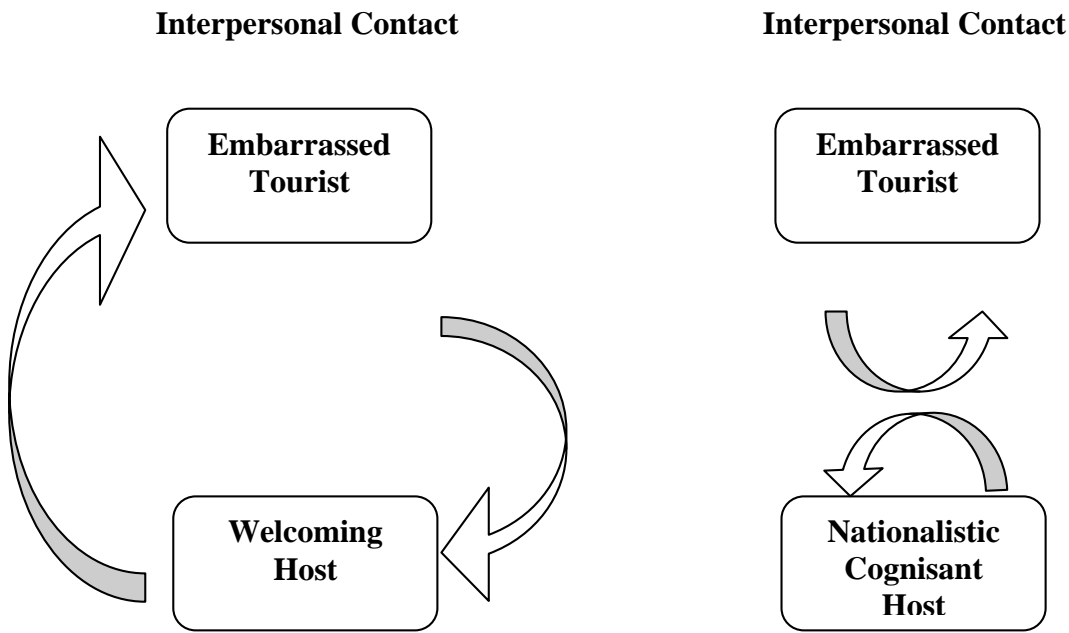 Interpersonal Contact
Embarrassed
Tourist
Welcoming
Host
Interpersonal Contact
Embarrassed
Tourist
Nationalistic
Cognisant
Host